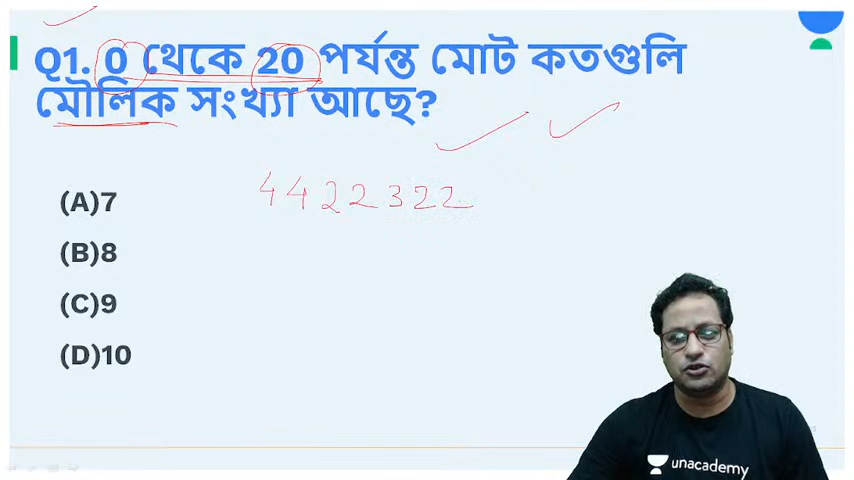 Q1. 0 থেকে 20 পর্যন্ত মোট কতগুলি
মৌলিক সংখ্যা আছে?
4422322
(A)7
(B)8
(C)9
(D)10
unacademy